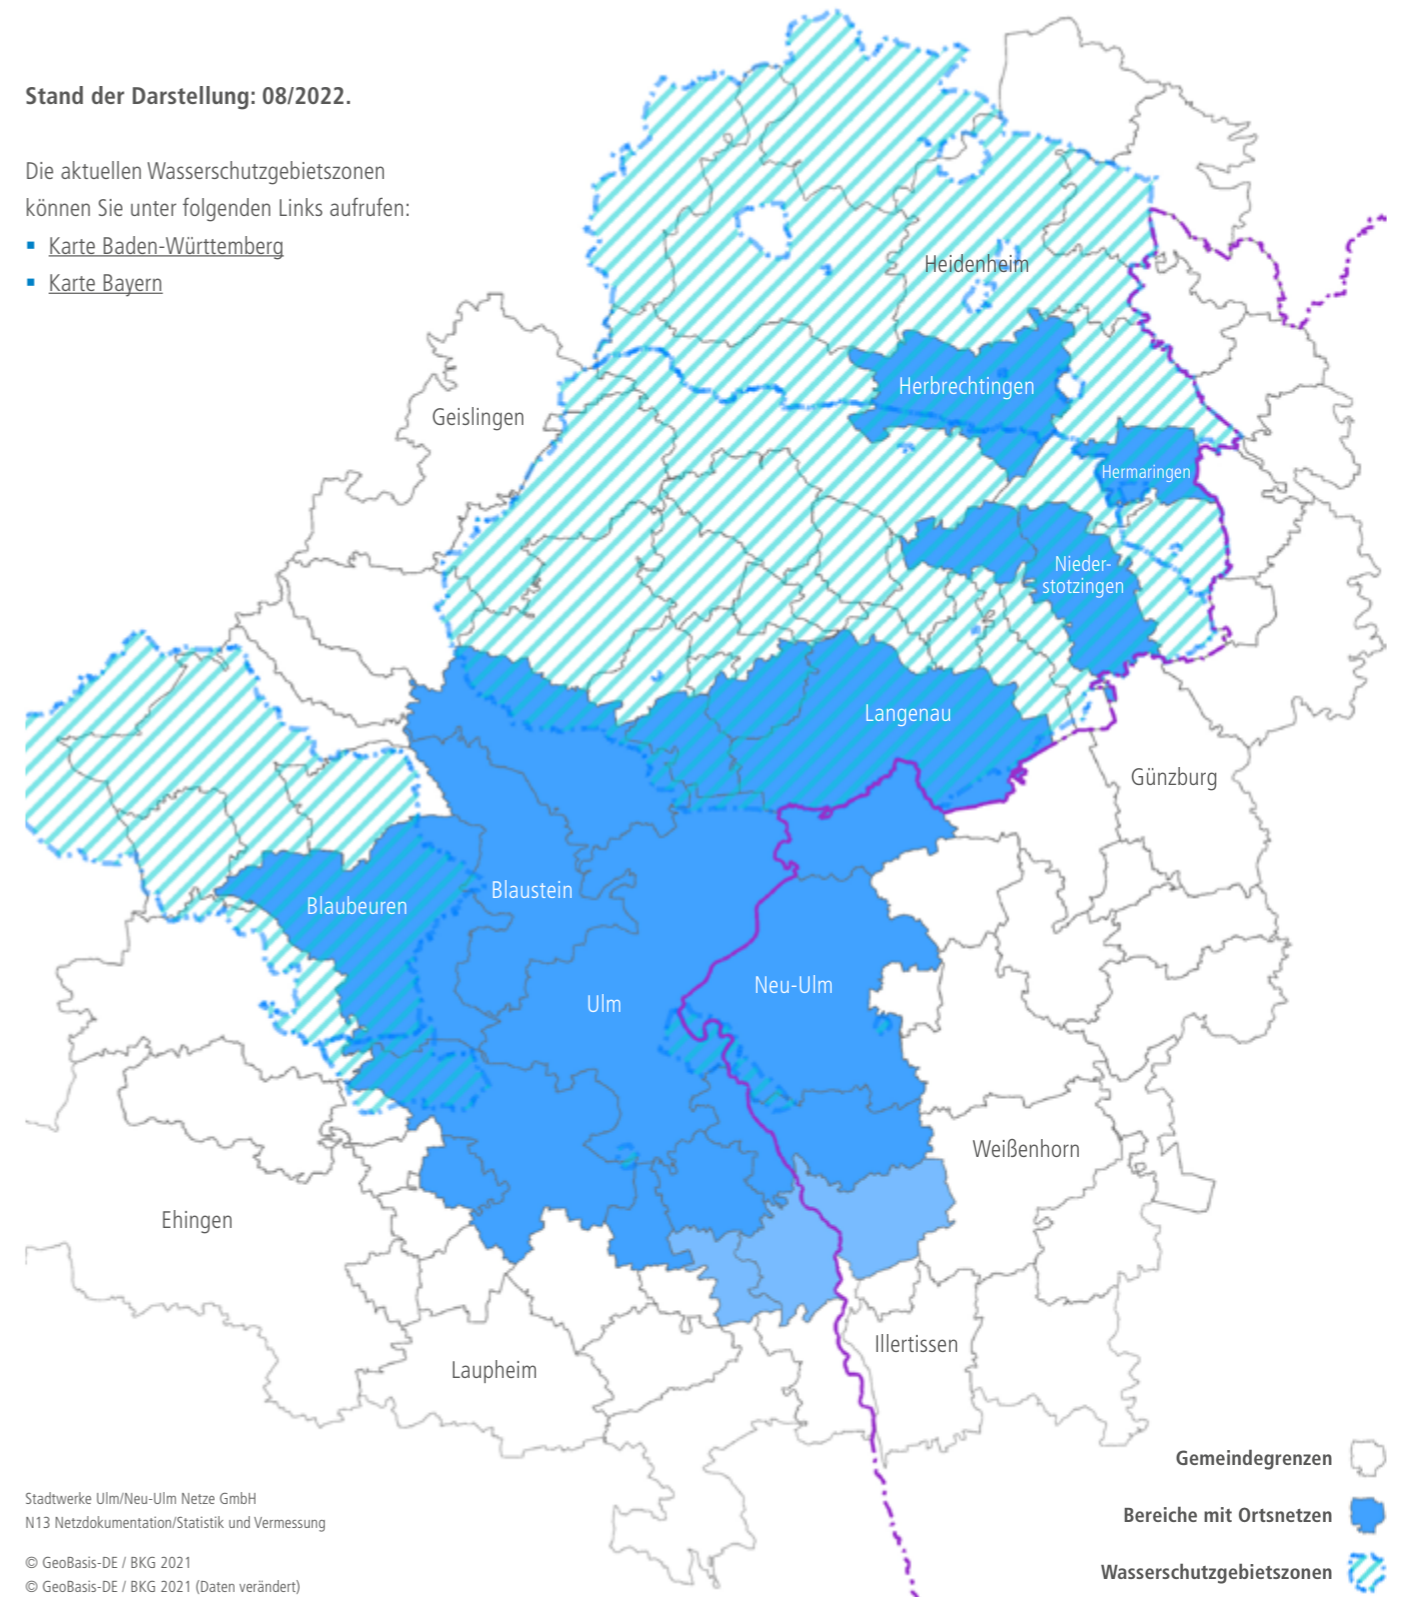 Stand der Darstellung: 08/2022.
Die aktuellen Wasserschutzgebietszonen
können Sie unter folgenden Links aufrufen:
▪ Karte Baden-Württemberg
▪ Karte Bayern
Heidenheim
Herbrechtingen
Geislingen
Hermaringen
Nieder-
stotzingen
Langenau
Günzburg
Blaustein
Blaubeuren
Neu-Ulm
Ulm
Weißenhorn
Ehingen
Illertissen
Laupheim
Gemeindegrenzen
Bereiche mit Ortsnetzen
Wasserschutzgebietszonen
Stadtwerke Ulm/Neu-Ulm Netze GmbH
N13 Netzdokumentation/Statistik und Vermessung
© GeoBasis-DE / BKG 2021
© GeoBasis-DE / BKG 2021 (Daten verändert)